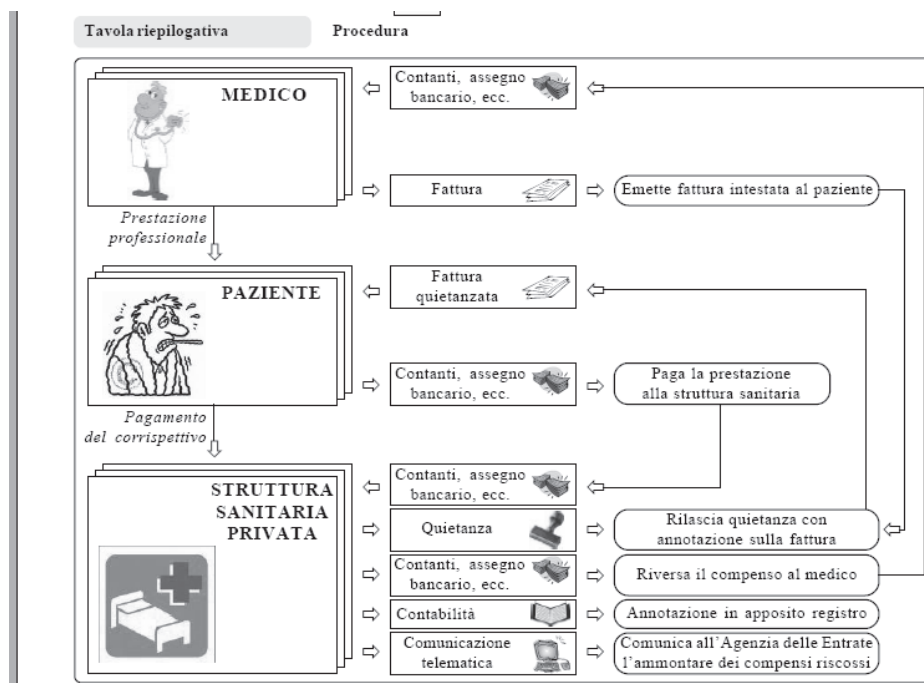 Tavola riepilogativa
Procedura
MEDICO
Contanti, assegno
bancario, ecc.
Fattura
Emette fattura intestata al paziente
Prestazione
professionale
PAZIENTE
Fattura
quietanzata
Contanti, assegno
bancario, ecc.
Paga la prestazione
alla struttura sanitaria
Pagamento
del corrispettivo
STRUTTURA
SANITARIA
PRIVATA
Contanti, assegno
bancario, ecc.
Quietanza
Rilascia quietanza con
annotazione sulla fattura
Contanti, assegno
bancario, ecc.
Riversa il compenso al medico
Contabilità
Annotazione in apposito registro
Comunicazione
telematica
Comunica all'Agenzia delle Entrate
l'ammontare dei compensi riscossi